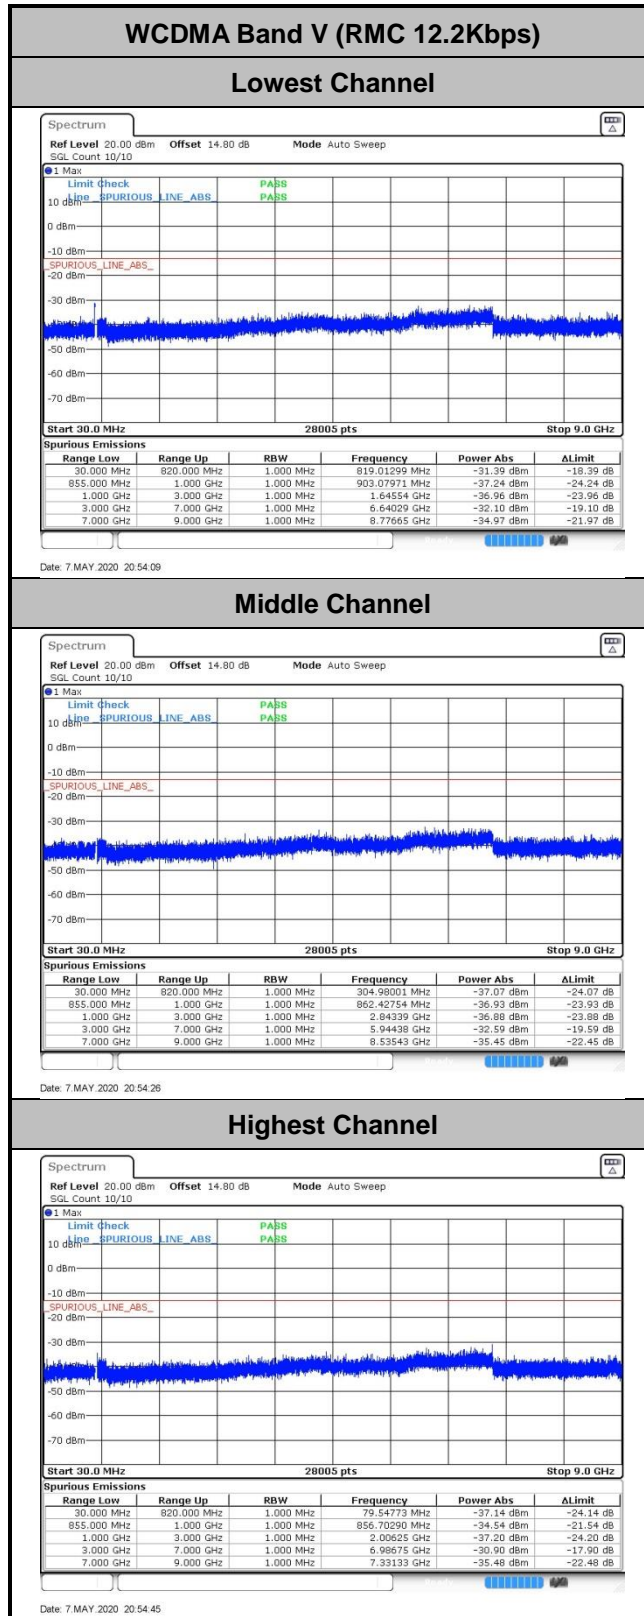 WCDMA Band V (RMC 12.2Kbps)
Lowest Channel
Spectrum
Ref Level 20.00 dBm Offset 14.80 dB Mode Auto Sweep
SGL Count 10/10
1 Max
Limit Check PASS
10 dBm Line _SPURIOUS_LINE_ABS_ PASS
0 dBm
-10 dBm
_SPURIOUS_LINE_ABS_
-20 dBm
-30 dBm
-50 dBm
-60 dBm
-70 dBm
Start 30.0 MHz 28005 pts Stop 9.0 GHz
Spurious Emissions
Range Low Range Up RBW Frequency Power Abs ΔLimit
30.000 MHz 820.000 MHz 1.000 MHz 819.01299 MHz -31.39 dBm -18.39 dB
855.000 MHz 1.000 GHz 1.000 MHz 903.07971 MHz -37.24 dBm -24.24 dB
1.000 GHz 3.000 GHz 1.000 MHz 1.64554 GHz -36.96 dBm -23.96 dB
3.000 GHz 7.000 GHz 1.000 MHz 6.64029 GHz -32.10 dBm -19.10 dB
7.000 GHz 9.000 GHz 1.000 MHz 8.77665 GHz -34.97 dBm -21.97 dB
Date: 7.MAY.2020 20:54:09
Middle Channel
Spectrum
Ref Level 20.00 dBm Offset 14.80 dB Mode Auto Sweep
SGL Count 10/10
1 Max
Limit Check PASS
10 dBm Line _SPURIOUS_LINE_ABS_ PASS
0 dBm
-10 dBm
_SPURIOUS_LINE_ABS_
-20 dBm
-30 dBm
-50 dBm
-60 dBm
-70 dBm
Start 30.0 MHz 28005 pts Stop 9.0 GHz
Spurious Emissions
Range Low Range Up RBW Frequency Power Abs ΔLimit
30.000 MHz 820.000 MHz 1.000 MHz 304.98001 MHz -37.07 dBm -24.07 dB
855.000 MHz 1.000 GHz 1.000 MHz 862.42754 MHz -36.93 dBm -23.93 dB
1.000 GHz 3.000 GHz 1.000 MHz 2.84339 GHz -36.88 dBm -23.88 dB
3.000 GHz 7.000 GHz 1.000 MHz 5.94438 GHz -32.59 dBm -19.59 dB
7.000 GHz 9.000 GHz 1.000 MHz 8.53543 GHz -35.45 dBm -22.45 dB
Date: 7.MAY.2020 20:54:26
Highest Channel
Spectrum
Ref Level 20.00 dBm Offset 14.80 dB Mode Auto Sweep
SGL Count 10/10
1 Max
Limit Check PASS
10 dBm Line _SPURIOUS_LINE_ABS_ PASS
0 dBm
-10 dBm
_SPURIOUS_LINE_ABS_
-20 dBm
-30 dBm
-50 dBm
-60 dBm
-70 dBm
Start 30.0 MHz 28005 pts Stop 9.0 GHz
Spurious Emissions
Range Low Range Up RBW Frequency Power Abs ΔLimit
30.000 MHz 820.000 MHz 1.000 MHz 79.54773 MHz -37.14 dBm -24.14 dB
855.000 MHz 1.000 GHz 1.000 MHz 856.70290 MHz -34.54 dBm -21.54 dB
1.000 GHz 3.000 GHz 1.000 MHz 2.00625 GHz -37.20 dBm -24.20 dB
3.000 GHz 7.000 GHz 1.000 MHz 6.98675 GHz -30.90 dBm -17.90 dB
7.000 GHz 9.000 GHz 1.000 MHz 7.33133 GHz -35.48 dBm -22.48 dB
Date: 7.MAY.2020 20:54:45